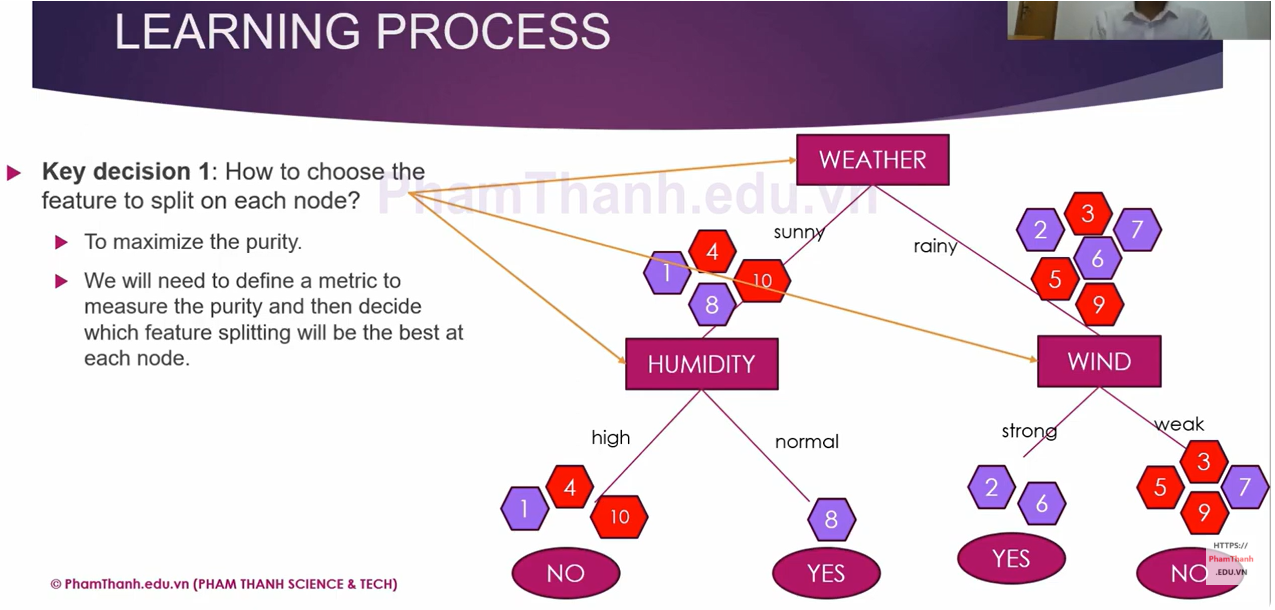 LEARNING PROCESS
Key decision 1: How to choose the
feature to split on each node?
To maximize the purity.
We will need to define a metric to
measure the purity and then decide
which feature splitting will be the best at
each node.
PhamThanh.edu.vn
WEATHER
sunny
rainy
1
4
8
10
2
3
7
6
5
9
HUMIDITY
WIND
high
normal
strong
weak
1
4
10
8
2
6
3
5
7
9
NO
YES
YES
NO
HTTPS://
PhamThanh
.EDU.VN
© PhamThanh.edu.vn (PHAM THANH SCIENCE & TECH)